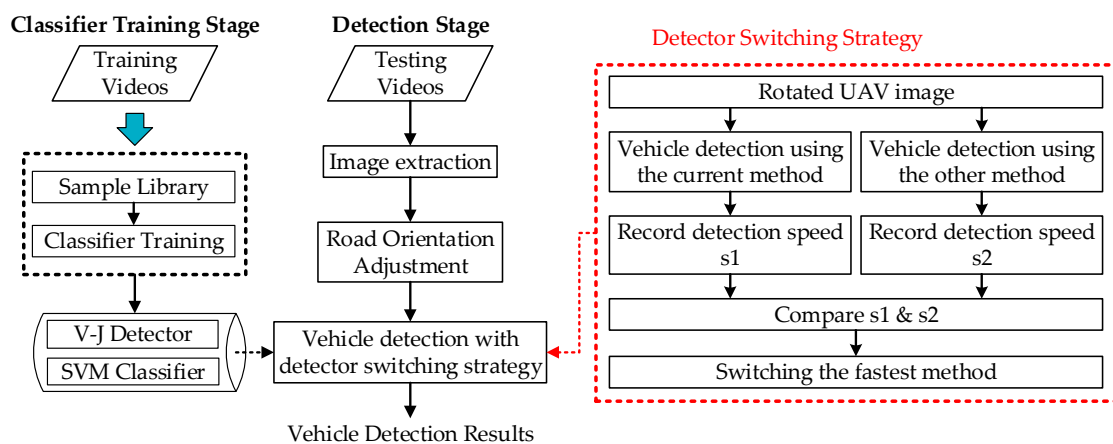 Classifier Training Stage
Training
Videos
Sample Library
Classifier Training
V-J Detector
SVM Classifier
Detection Stage
Testing
Videos
Image extraction
Road Orientation
Adjustment
Vehicle detection with
detector switching strategy
Vehicle Detection Results
Detector Switching Strategy
Rotated UAV image
Vehicle detection using
the current method
Vehicle detection using
the other method
Record detection speed
s1
Record detection speed
s2
Compare s1 & s2
Switching the fastest method